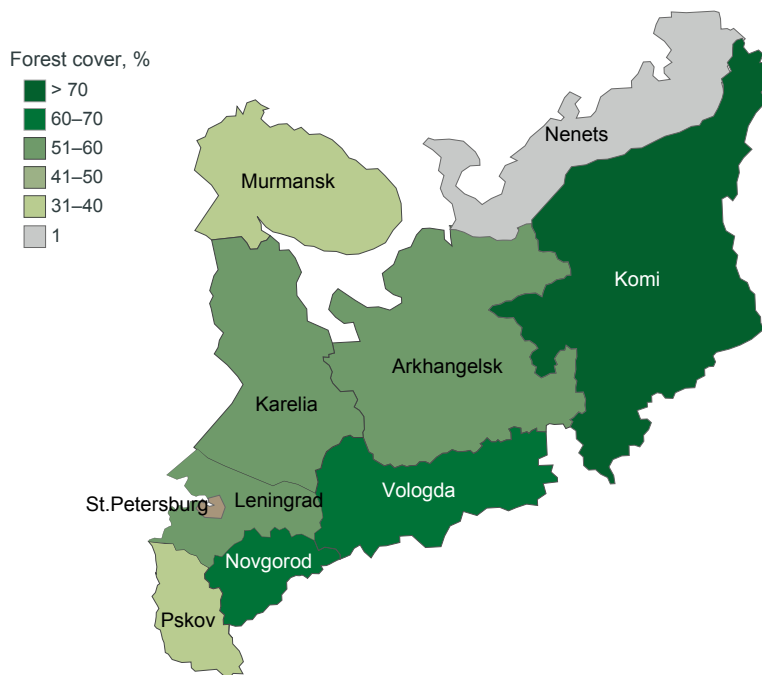 Forest cover, %
> 70
60–70
51–60
41–50
31–40
1
Nenets
Murmansk
Komi
Arkhangelsk
Karelia
Vologda
St.Petersburg
Leningrad
Novgorod
Pskov